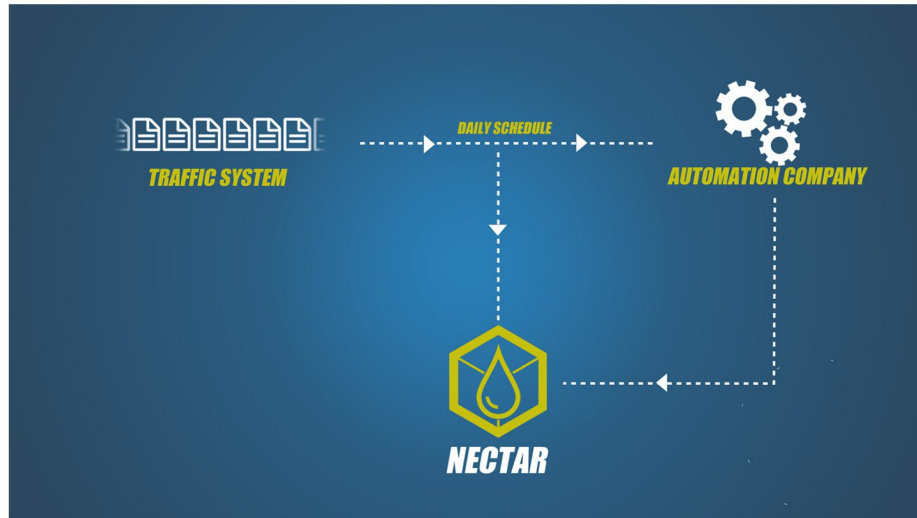 DAILY SCHEDULE
TRAFFIC SYSTEM
AUTOMATION COMPANY
NECTAR